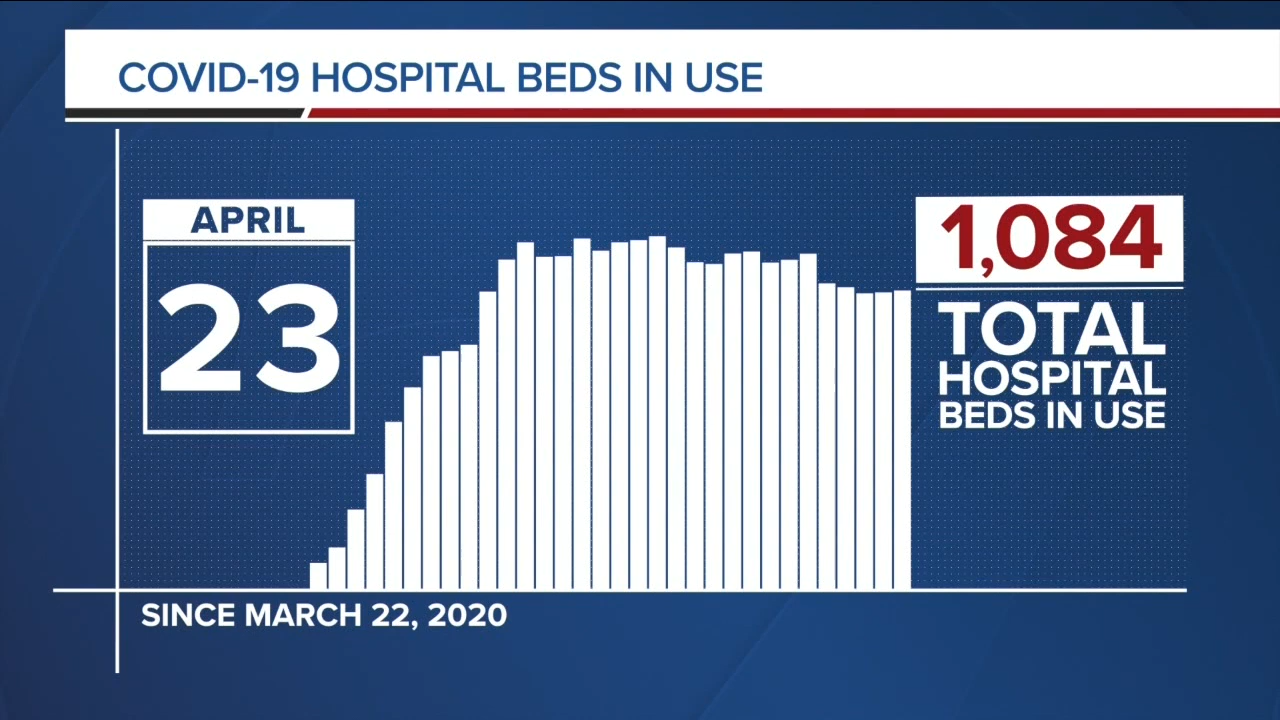 COVID-19 HOSPITAL BEDS IN USE
APRIL
23
1,084
TOTAL
HOSPITAL
BEDS IN USE
SINCE MARCH 22, 2020